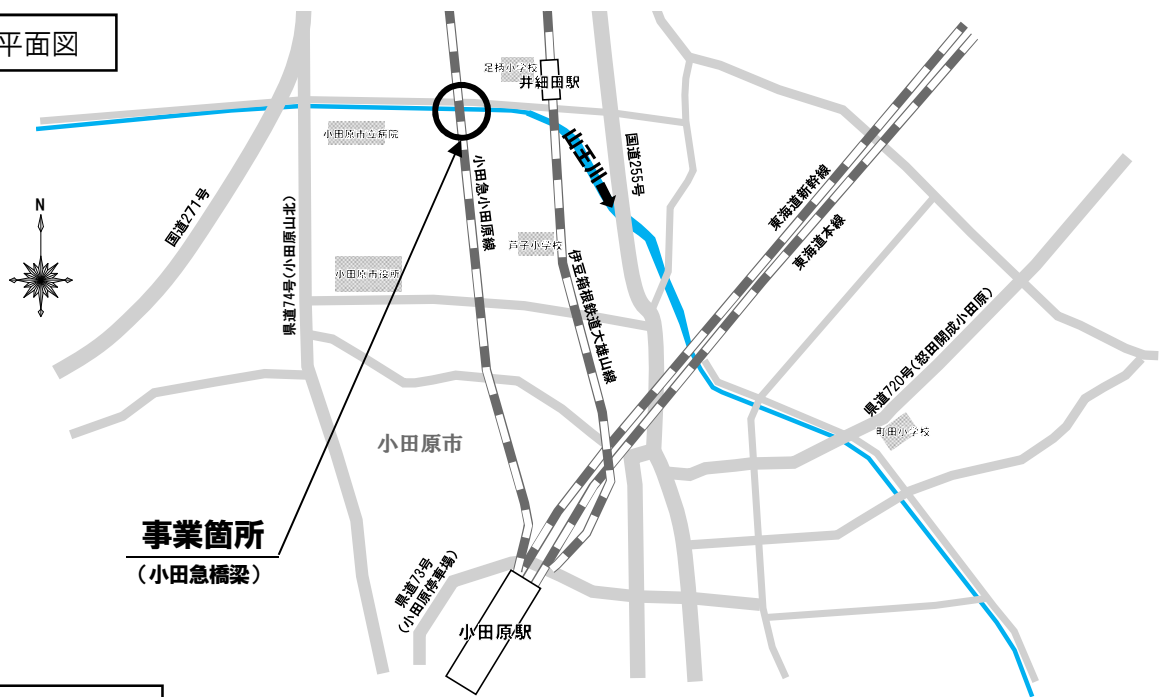 平面図
足柄小学校
井細田駅
小田原市立病院
山王川
国道255号
小田急小田原線
東海道新幹線
東海道本線
N
国道271号
県道74号(小田原山北)
芦子小学校
小田原市役所
伊豆箱根鉄道大雄山線
県道720号(怒田開成小田原)
町田小学校
小田原市
事業箇所
(小田急橋梁)
県道73号
(小田原停車場)
小田原駅